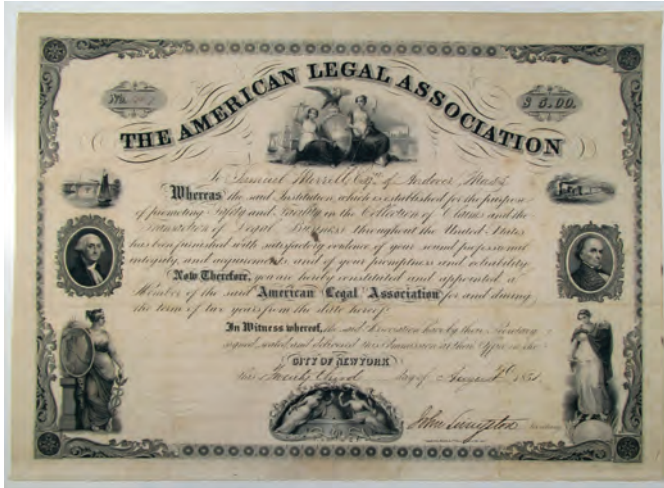 THE AMERICAN LEGAL ASSOCIATION
No.
$ 5.00.
To Samuel Merrill, Esqr. of Andover, Mass.
Whereas the said Institution, which is established for the purpose
of promoting Safety and Facility in the Collection of Claims and the
Transaction of Legal Business throughout the United States
has been furnished with satisfactory evidence of your sound professional
integrity, and acquirements and of your promptness and reliability
Now Therefore, you are hereby constituted and appointed a
Member of the said American Legal Association for and during
the term of two years from the date hereof
In Witness whereof, the said Association have by their Secretary
signed, sealed and delivered this Commission at their Office in the
CITY OF NEW YORK
this Twenty Third day of August 1851.
John Livingston Secretary